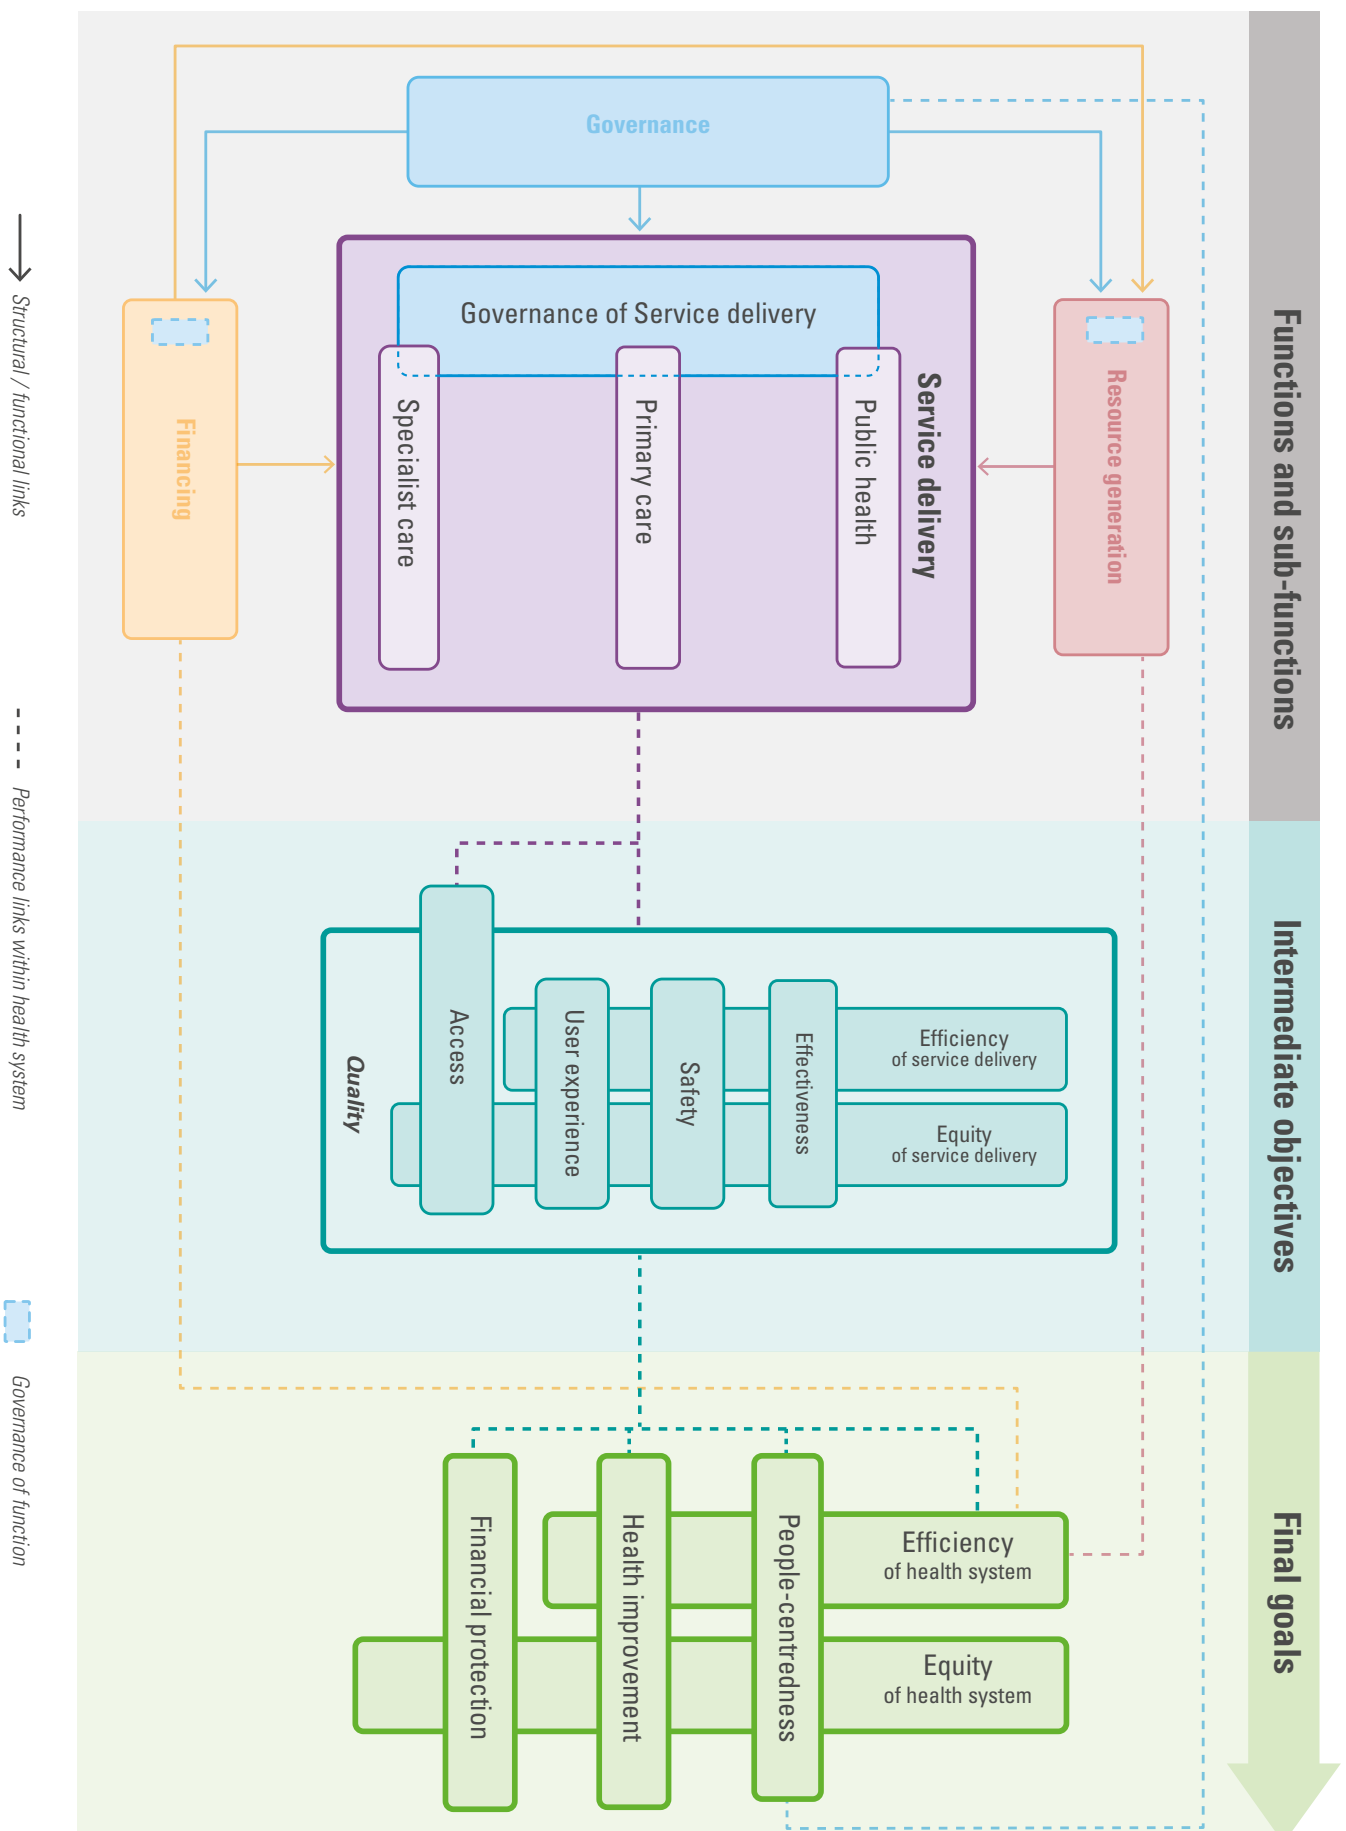 Functions and sub-functions
Intermediate objectives
Final goals
Governance
Governance of Service delivery
Service delivery
Public health
Primary care
Specialist care
Resource generation
Financing
Efficiency
of service delivery
Equity
of service delivery
Effectiveness
Safety
User experience
Access
Quality
Efficiency
of health system
Equity
of health system
People-centredness
Health improvement
Financial protection
Structural / functional links
Performance links within health system
Governance of function